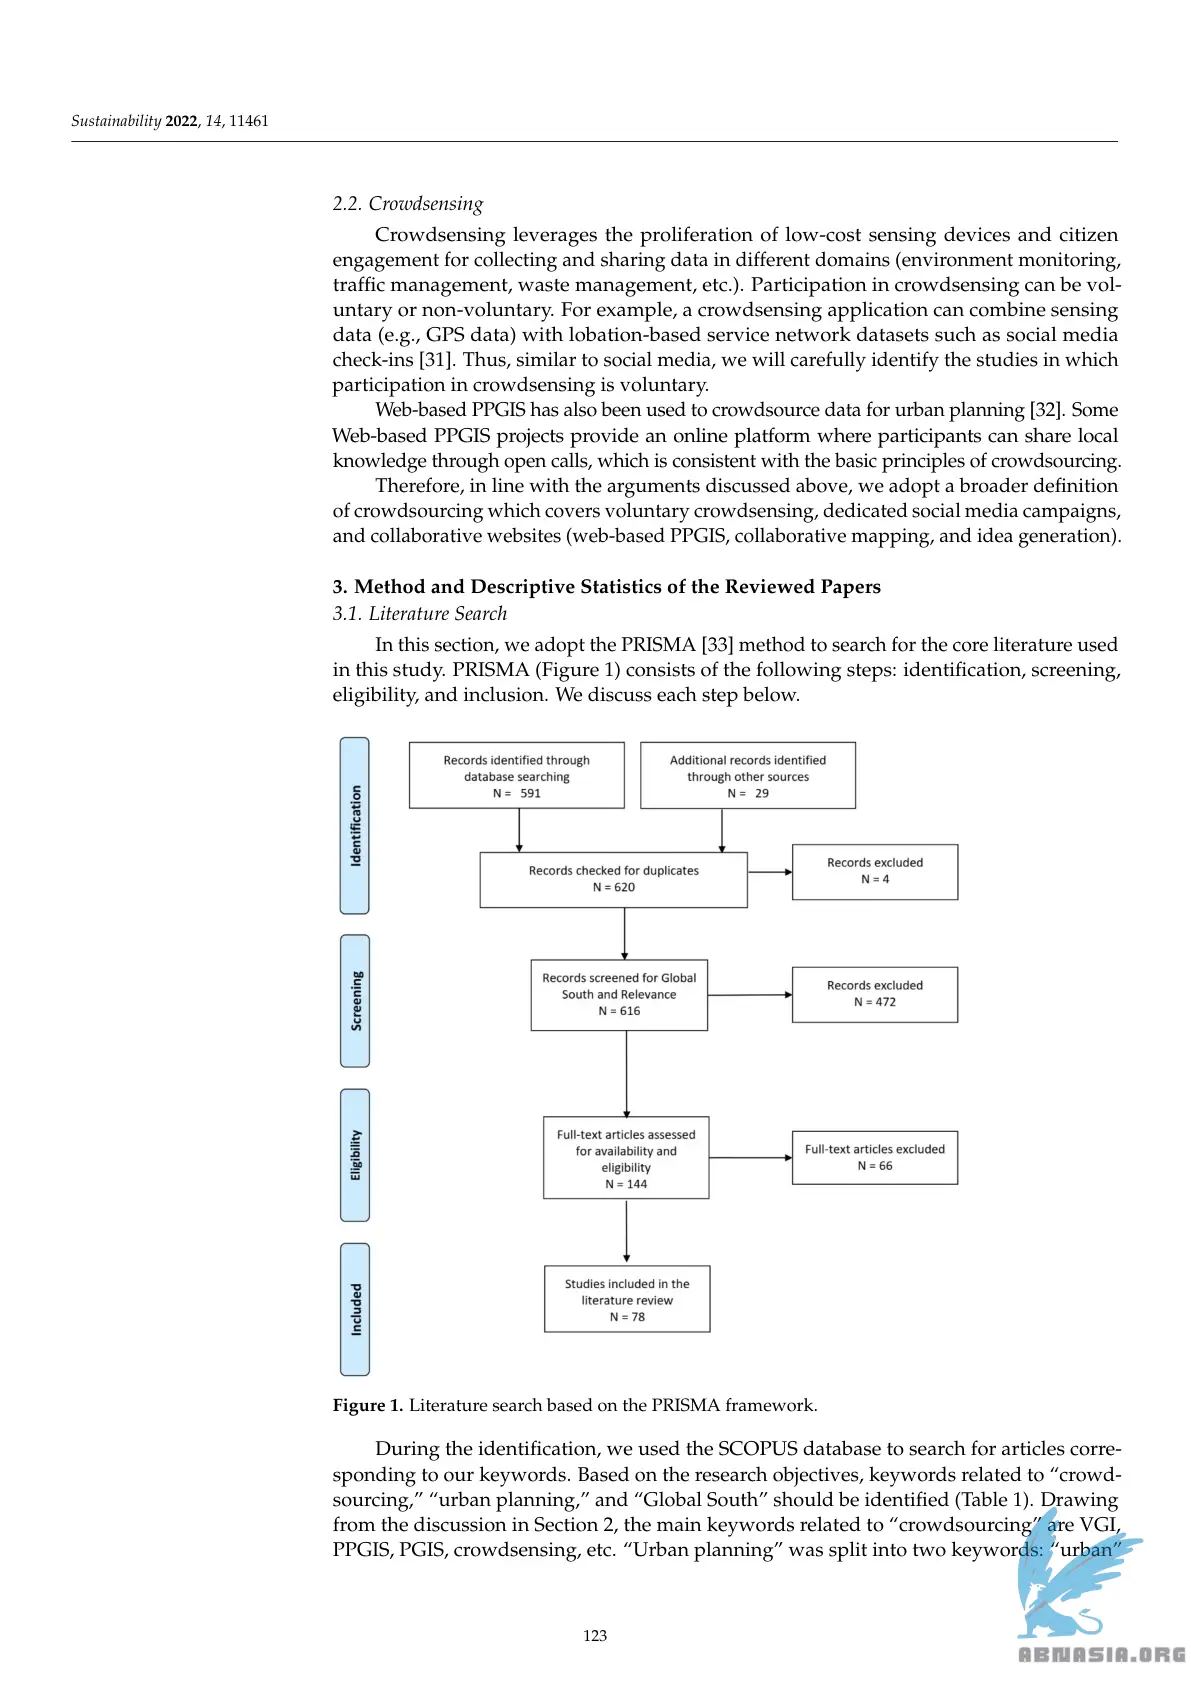 Sustainability 2022, 14, 11461
2.2. Crowdsensing
Crowdsensing leverages the proliferation of low-cost sensing devices and citizen
engagement for collecting and sharing data in different domains (environment monitoring,
traffic management, waste management, etc.). Participation in crowdsensing can be vol-
untary or non-voluntary. For example, a crowdsensing application can combine sensing
data (e.g., GPS data) with lobation-based service network datasets such as social media
check-ins [31]. Thus, similar to social media, we will carefully identify the studies in which
participation in crowdsensing is voluntary.
Web-based PPGIS has also been used to crowdsource data for urban planning [32]. Some
Web-based PPGIS projects provide an online platform where participants can share local
knowledge through open calls, which is consistent with the basic principles of crowdsourcing.
Therefore, in line with the arguments discussed above, we adopt a broader definition
of crowdsourcing which covers voluntary crowdsensing, dedicated social media campaigns,
and collaborative websites (web-based PPGIS, collaborative mapping, and idea generation).
3. Method and Descriptive Statistics of the Reviewed Papers
3.1. Literature Search
In this section, we adopt the PRISMA [33] method to search for the core literature used
in this study. PRISMA (Figure 1) consists of the following steps: identification, screening,
eligibility, and inclusion. We discuss each step below.
Identification
Records identified through
database searching
N = 591
Additional records identified
through other sources
N = 29
Records checked for duplicates
N = 620
Records excluded
N = 4
Screening
Records screened for Global
South and Relevance
N = 616
Records excluded
N = 472
Eligibility
Full-text articles assessed
for availability and
eligibility
N = 144
Full-text articles excluded
N = 66
Included
Studies included in the
literature review
N = 78
Figure 1. Literature search based on the PRISMA framework.
During the identification, we used the SCOPUS database to search for articles corre-
sponding to our keywords. Based on the research objectives, keywords related to “crowd-
sourcing,” “urban planning,” and “Global South” should be identified (Table 1). Drawing
from the discussion in Section 2, the main keywords related to “crowdsourcing” are VGI,
PPGIS, PGIS, crowdsensing, etc. “Urban planning” was split into two keywords: “urban”
123
ABNASIA.ORG